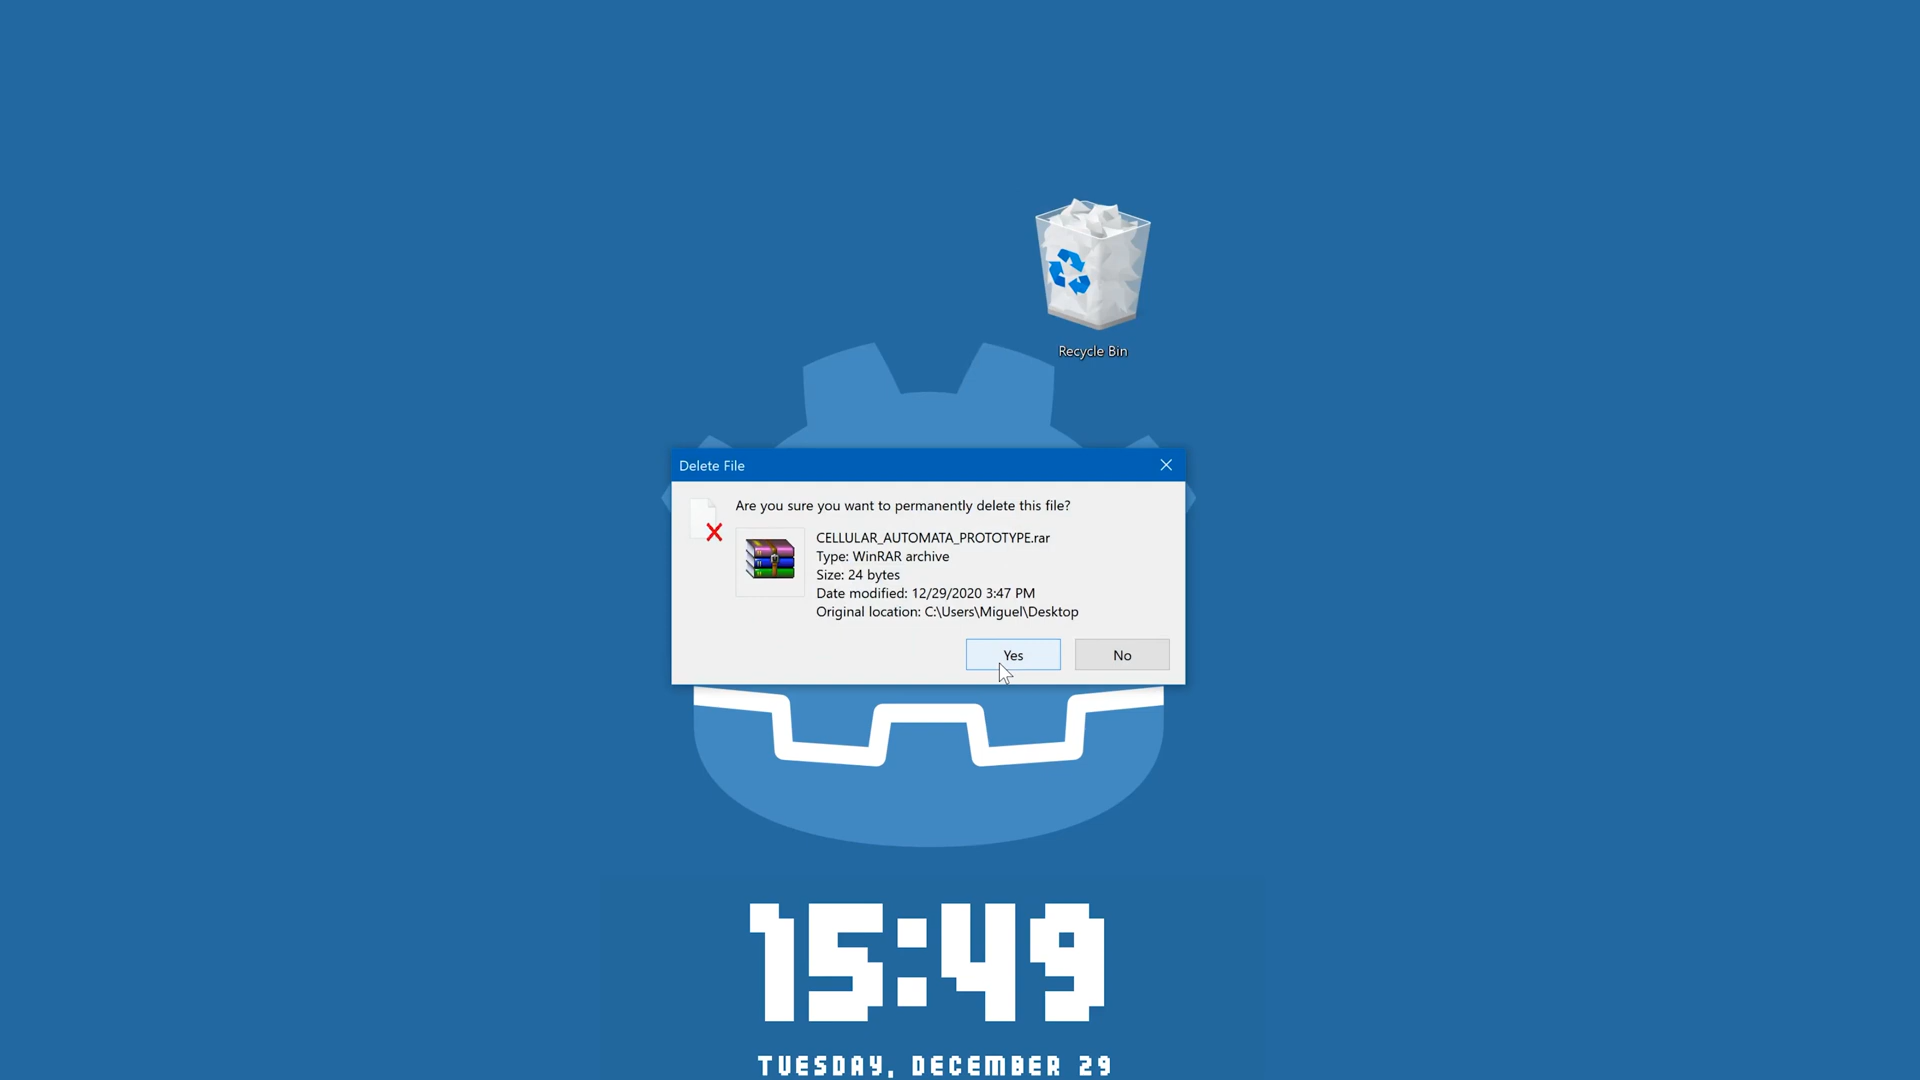 Recycle Bin
Delete File
Are you sure you want to permanently delete this file?
CELLULAR_AUTOMATA_PROTOTYPE.rar
Type: WinRAR archive
Size: 24 bytes
Date modified: 12/29/2020 3:47 PM
Original location: C:\Users\Miguel\Desktop
Yes No
15:49
TUESDAY, DECEMBER 29